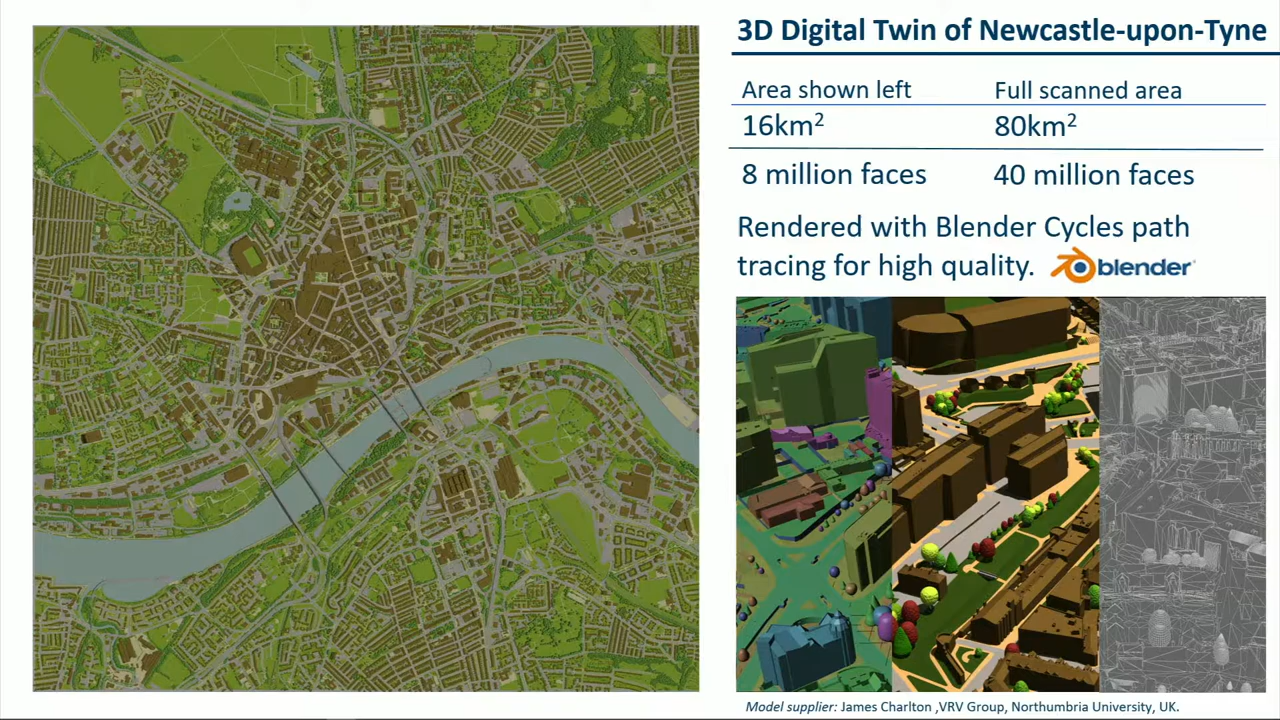 3D Digital Twin of Newcastle-upon-Tyne
Area shown left Full scanned area
16km² 80km²
8 million faces 40 million faces
Rendered with Blender Cycles path
tracing for high quality. blender
Model supplier: James Charlton ,VRV Group, Northumbria University, UK.